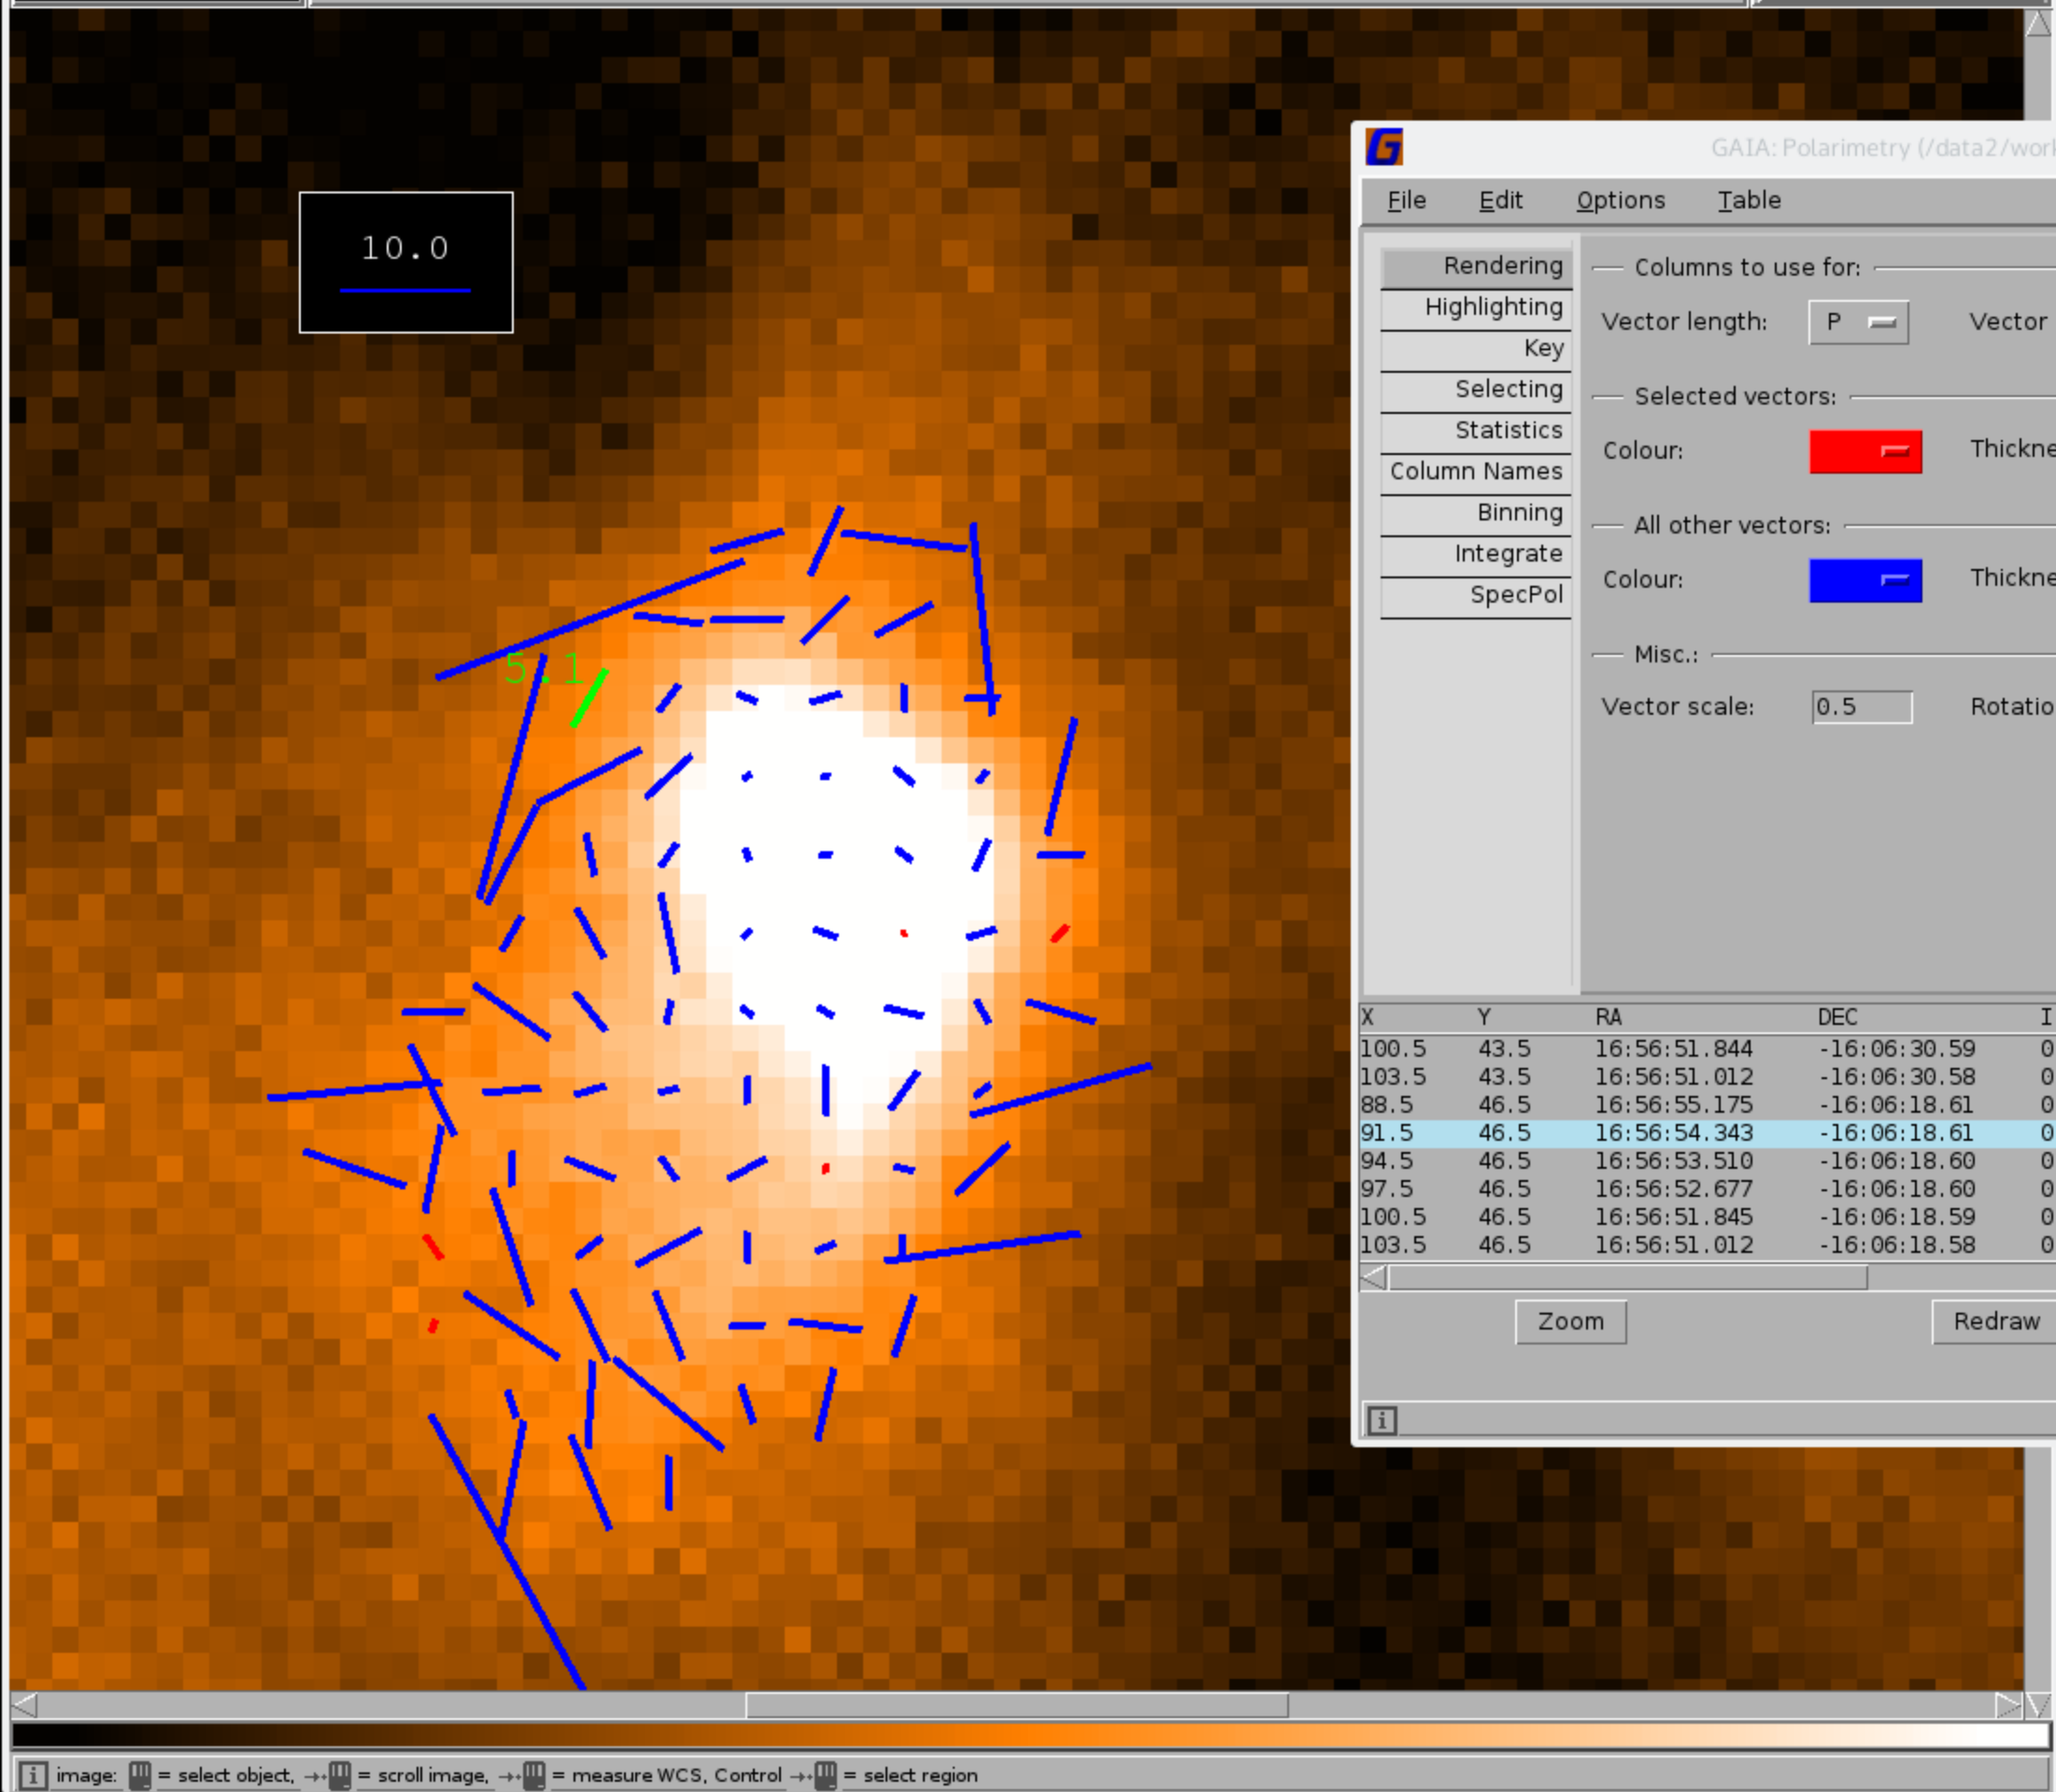 10.0
5.1
GAIA: Polarimetry (/data2/work
File Edit Options Table
Rendering
Highlighting
Key
Selecting
Statistics
Column Names
Binning
Integrate
SpecPol
Columns to use for:
Vector length: P Vector
Selected vectors:
Colour: Thickne
All other vectors:
Colour: Thickne
Misc.:
Vector scale: 0.5 Rotatio
X Y RA DEC I
100.5 43.5 16:56:51.844 -16:06:30.59 0
103.5 43.5 16:56:51.012 -16:06:30.58 0
88.5 46.5 16:56:55.175 -16:06:18.61 0
91.5 46.5 16:56:54.343 -16:06:18.61 0
94.5 46.5 16:56:53.510 -16:06:18.60 0
97.5 46.5 16:56:52.677 -16:06:18.60 0
100.5 46.5 16:56:51.845 -16:06:18.59 0
103.5 46.5 16:56:51.012 -16:06:18.58 0
Zoom Redraw
image: = select object, = scroll image, = measure WCS, Control = select region